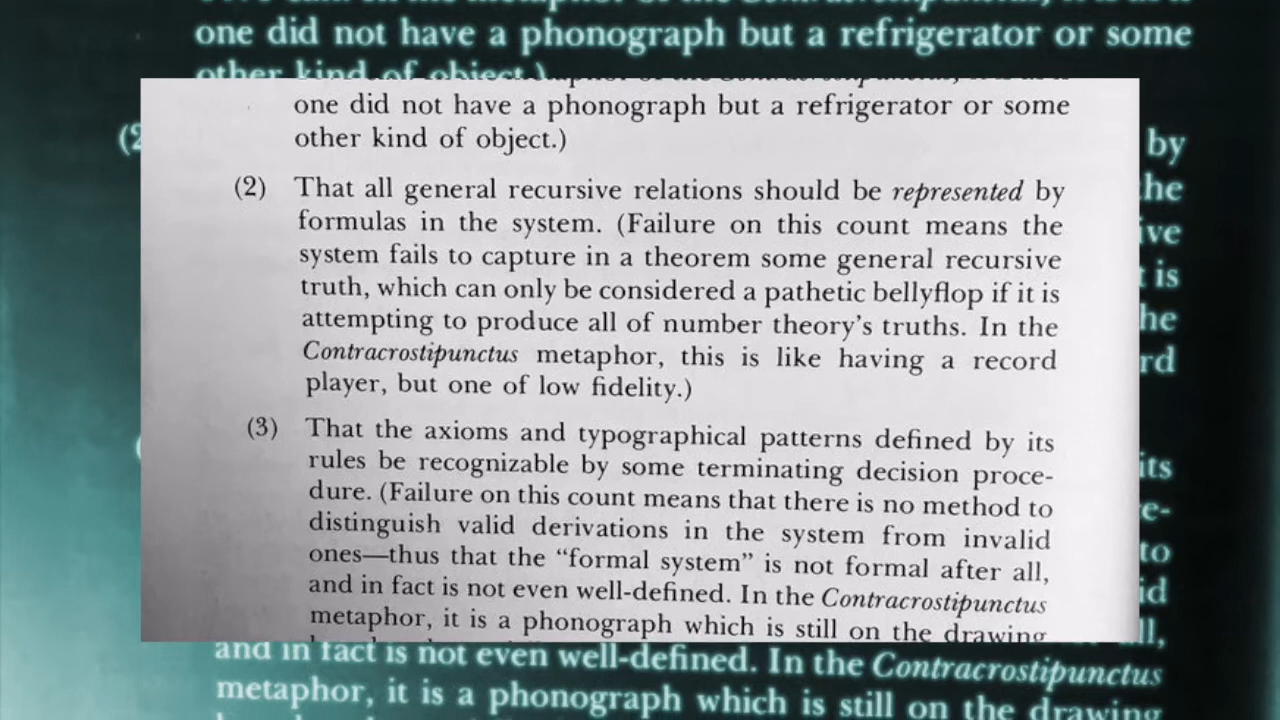 one did not have a phonograph but a refrigerator or some
other kind of object.)
one did not have a phonograph but a refrigerator or some
other kind of object.)
(2) That all general recursive relations should be represented by
formulas in the system. (Failure on this count means the
system fails to capture in a theorem some general recursive
truth, which can only be considered a pathetic bellyflop if it is
attempting to produce all of number theory's truths. In the
Contracrostipunctus metaphor, this is like having a record
player, but one of low fidelity.)
(3) That the axioms and typographical patterns defined by its
rules be recognizable by some terminating decision proce-
dure. (Failure on this count means that there is no method to
distinguish valid derivations in the system from invalid
ones—thus that the "formal system" is not formal after all,
and in fact is not even well-defined. In the Contracrostipunctus
metaphor, it is a phonograph which is still on the drawing
and in fact is not even well-defined. In the Contracrostipunctus
metaphor, it is a phonograph which is still on the drawing